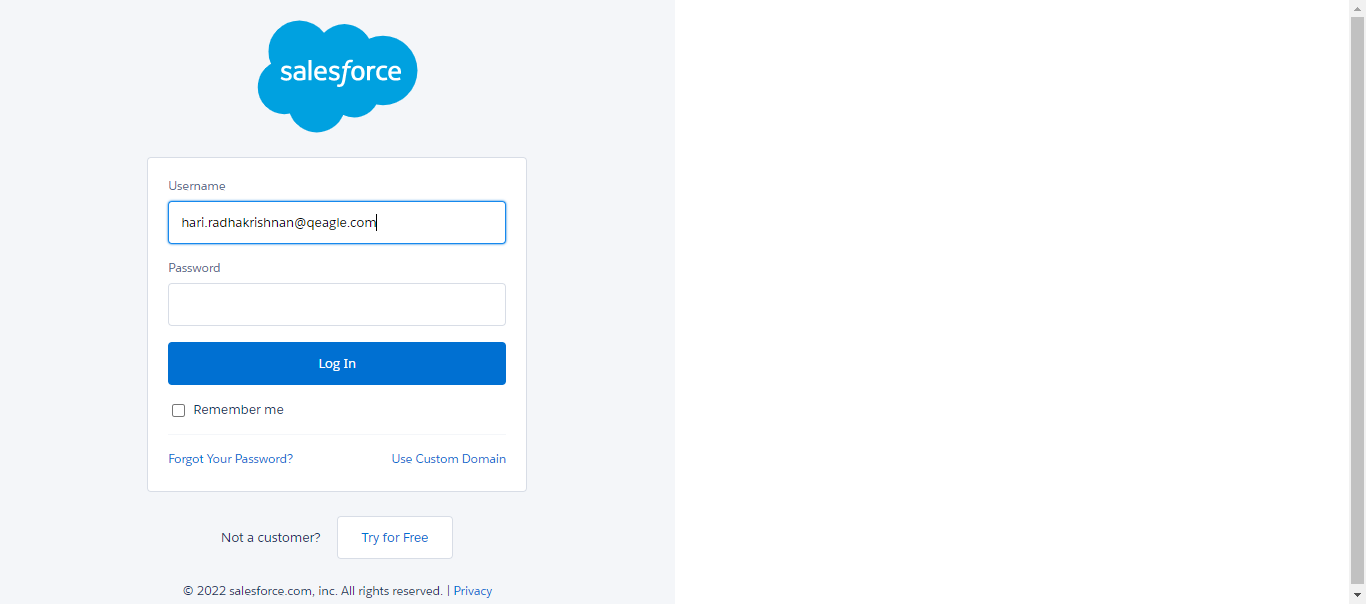 salesforce
Username
hari.radhakrishnan@qeagle.com
Password
Log In
Remember me
Forgot Your Password? Use Custom Domain
Not a customer? Try for Free
© 2022 salesforce.com, inc. All rights reserved. | Privacy